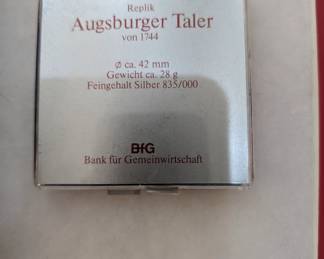 Replik
Augsburger Taler
von 1744
Ø ca. 42 mm
Gewicht ca. 28 g
Feingehalt Silber 835/000
BfG
Bank für Gemeinwirtschaft